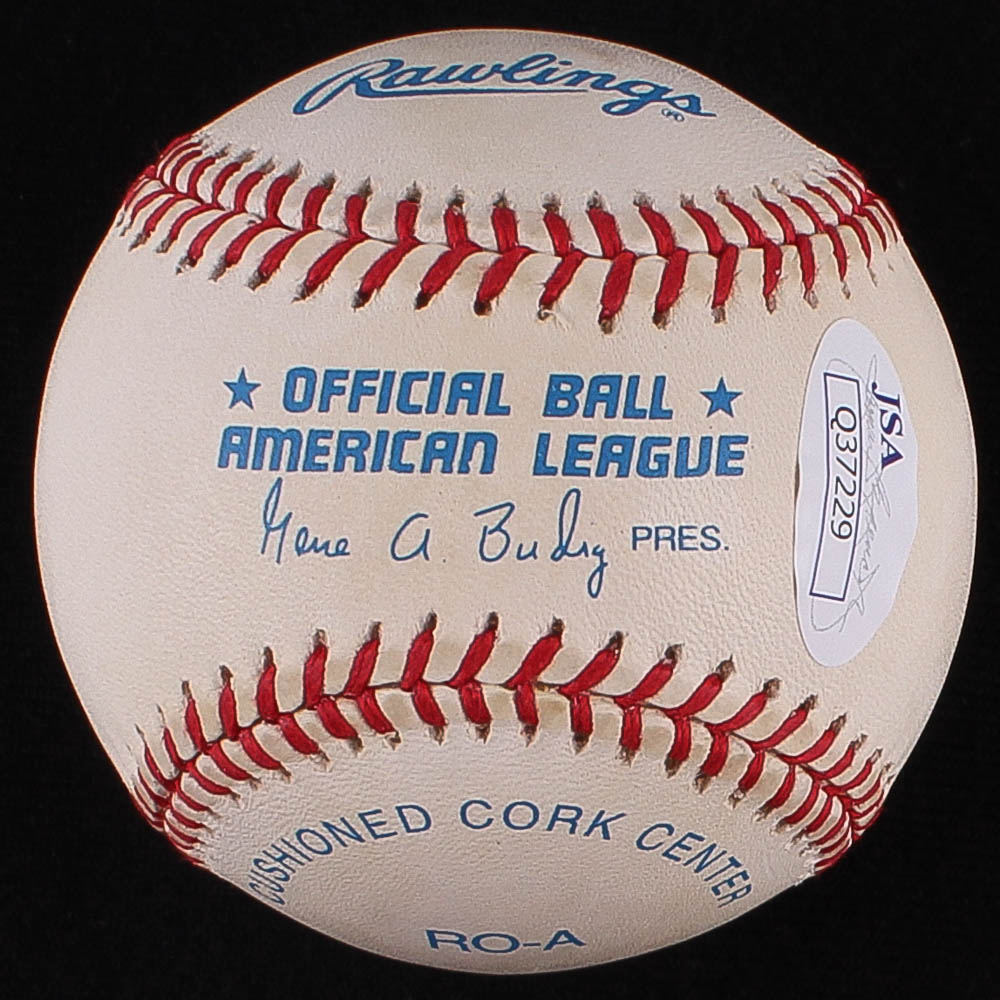 Rawlings®
★ OFFICIAL BALL ★
AMERICAN LEAGUE
Gene A Budig PRES.
JSA
Q37229
CUSHIONED CORK CENTER
RO-A